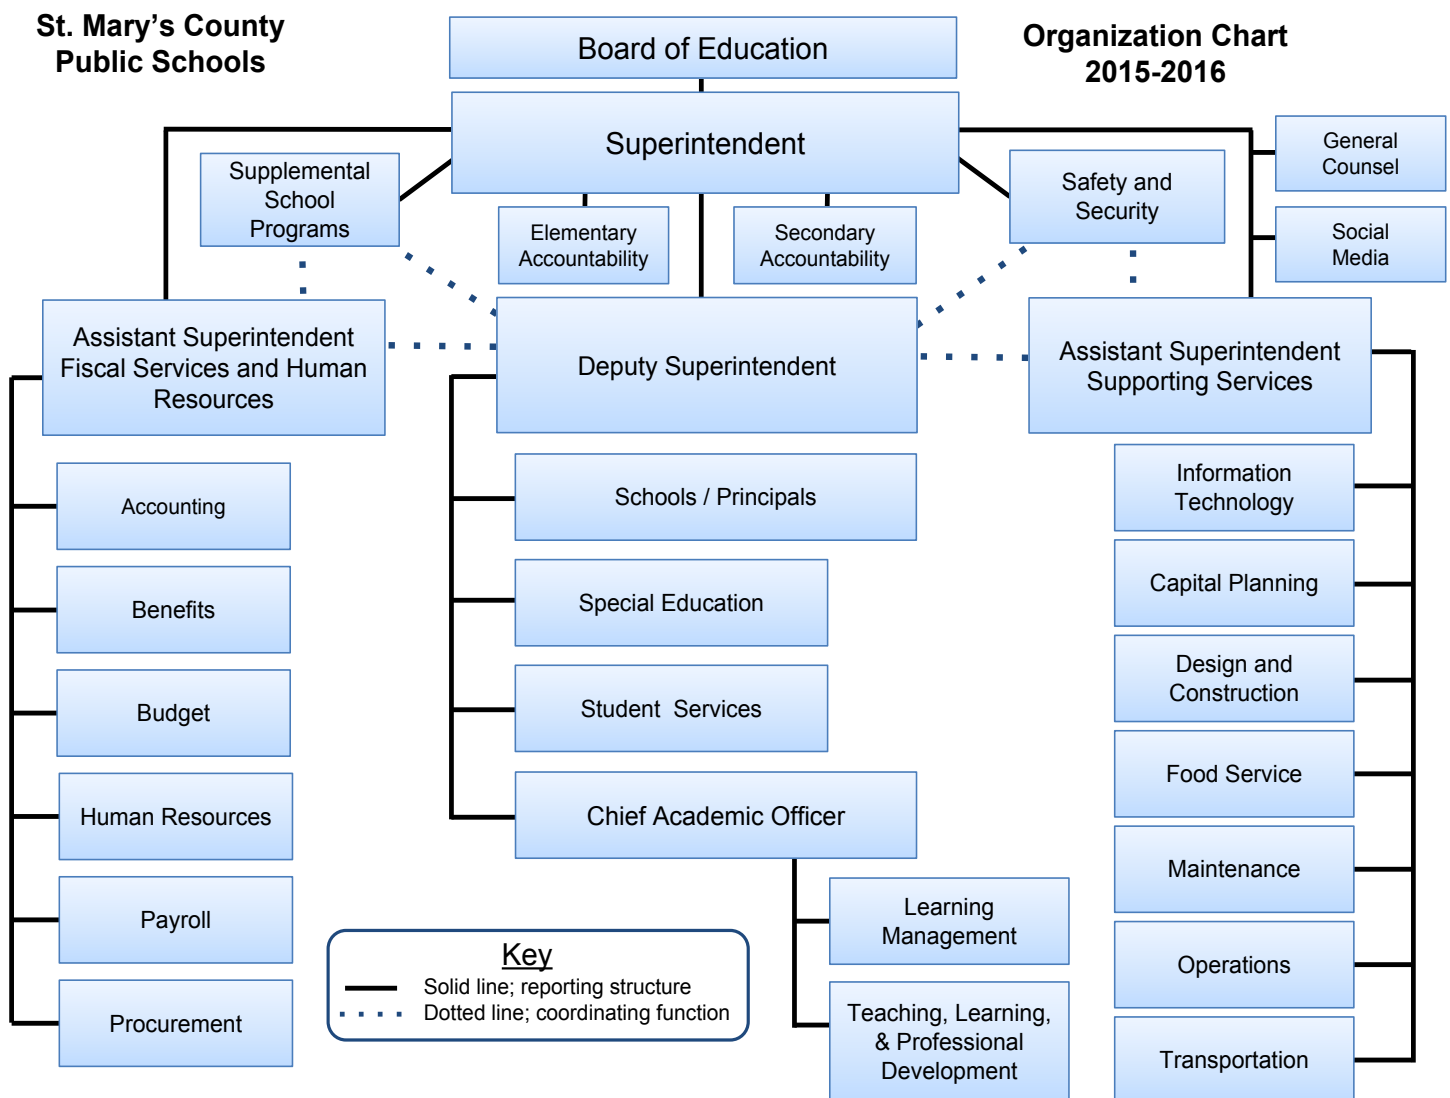 St. Mary's County
Public Schools
Board of Education
Organization Chart
2015-2016
Superintendent
General
Counsel
Supplemental
School
Programs
Safety and
Security
Elementary
Accountability
Secondary
Accountability
Social
Media
Assistant Superintendent
Fiscal Services and Human
Resources
Deputy Superintendent
Assistant Superintendent
Supporting Services
Accounting
Benefits
Budget
Human Resources
Payroll
Procurement
Schools / Principals
Special Education
Student  Services
Chief Academic Officer
Learning
Management
Teaching, Learning,
& Professional
Development
Information
Technology
Capital Planning
Design and
Construction
Food Service
Maintenance
Operations
Transportation
Key
Solid line; reporting structure
Dotted line; coordinating function